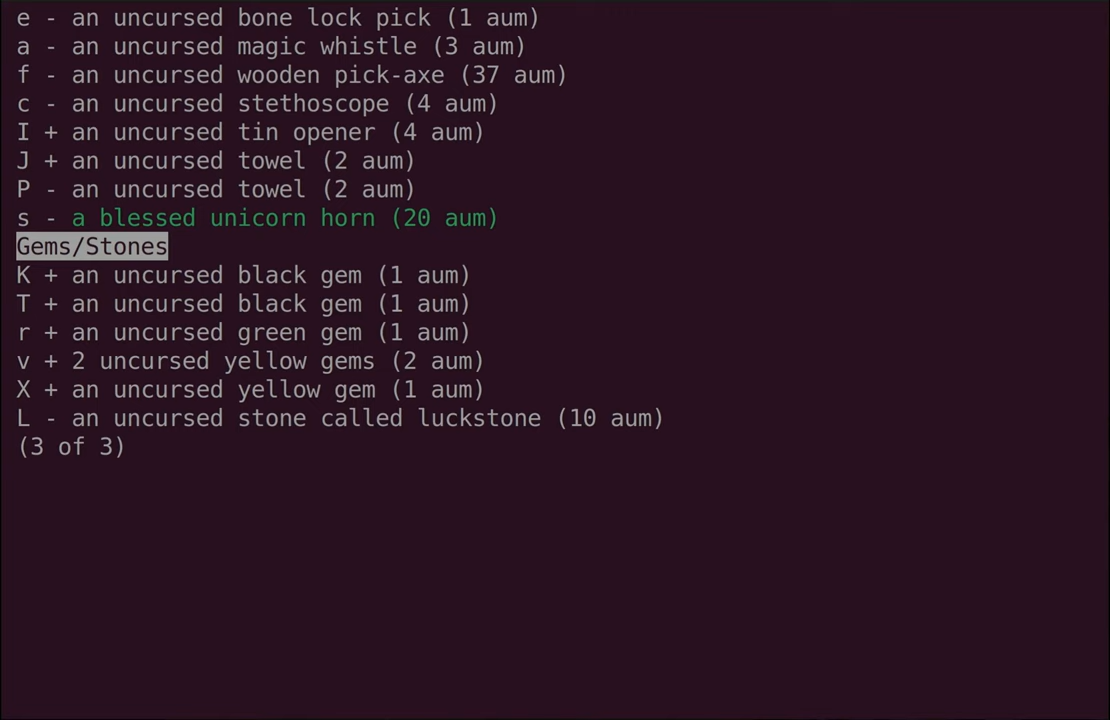 e - an uncursed bone lock pick (1 aum)
a - an uncursed magic whistle (3 aum)
f - an uncursed wooden pick-axe (37 aum)
c - an uncursed stethoscope (4 aum)
I + an uncursed tin opener (4 aum)
J + an uncursed towel (2 aum)
P - an uncursed towel (2 aum)
s - a blessed unicorn horn (20 aum)
Gems/Stones
K + an uncursed black gem (1 aum)
T + an uncursed black gem (1 aum)
r + an uncursed green gem (1 aum)
v + 2 uncursed yellow gems (2 aum)
X + an uncursed yellow gem (1 aum)
L - an uncursed stone called luckstone (10 aum)
(3 of 3)